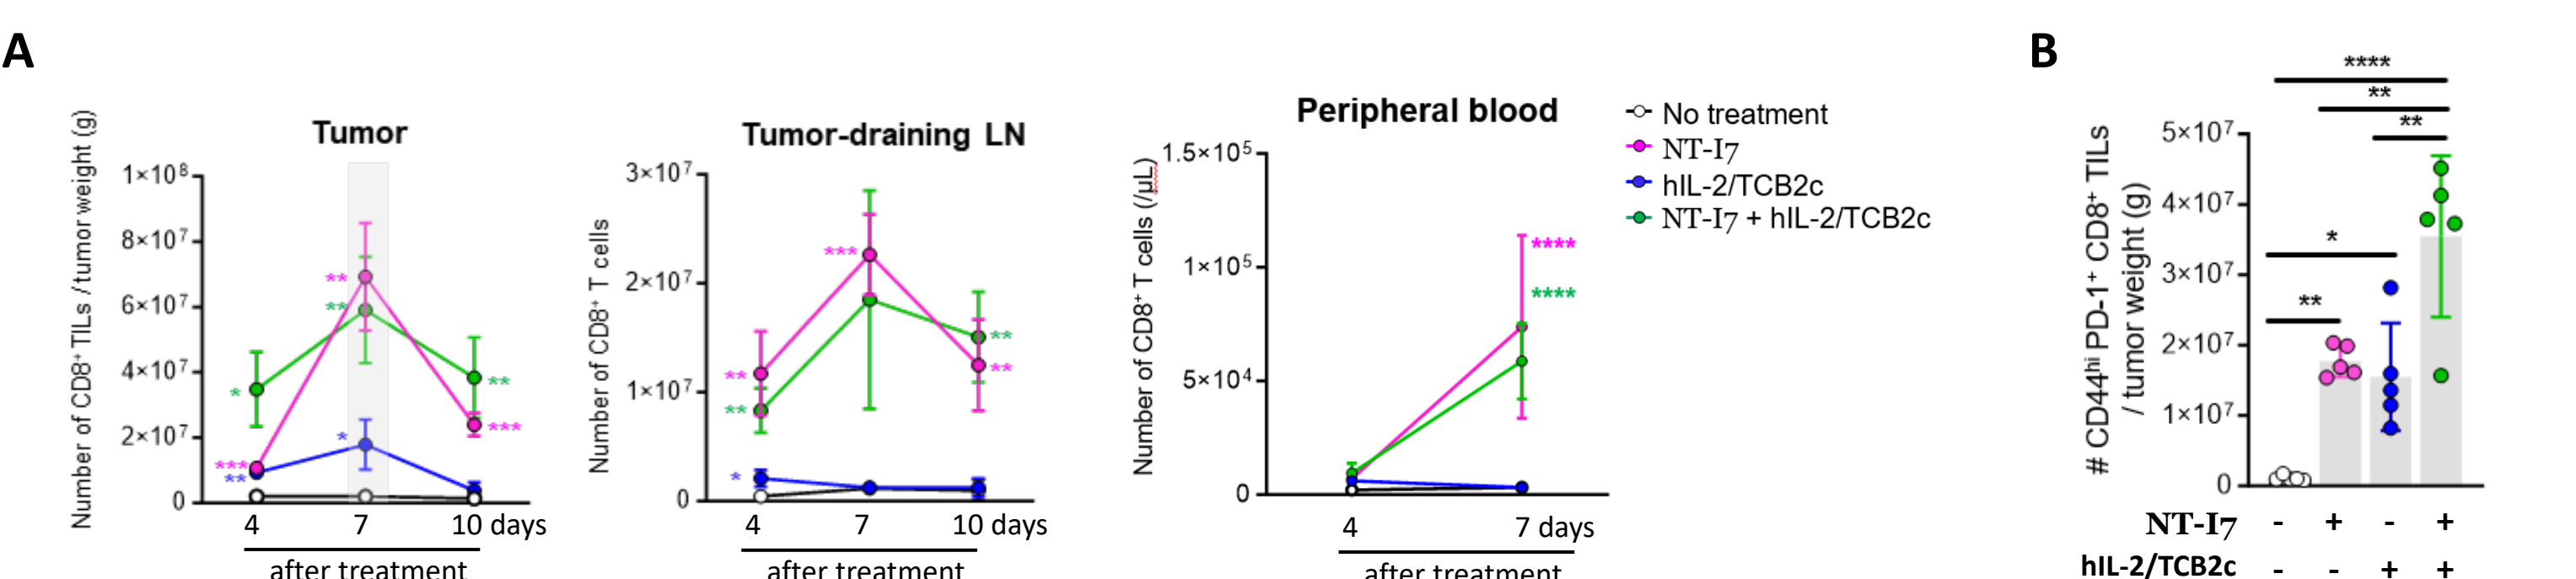 A
Tumor
Number of CD8⁺ TILs / tumor weight (g)
1×10⁸
8×10⁷
6×10⁷
4×10⁷
2×10⁷
0
**
**
*
***
**
*
**
***
4 7 10 days
after treatment
Tumor-draining LN
Number of CD8⁺ T cells
3×10⁷
2×10⁷
1×10⁷
0
***
**
**
*
**
**
4 7 10 days
after treatment
Peripheral blood
Number of CD8⁺ T cells (/µL)
1.5×10⁵
1×10⁵
5×10⁴
0
****
****
4 7 days
after treatment
No treatment
NT-I7
hIL-2/TCB2c
NT-I7 + hIL-2/TCB2c
B
# CD44ʰⁱ PD-1⁺ CD8⁺ TILs
/ tumor weight (g)
5×10⁷
4×10⁷
3×10⁷
2×10⁷
1×10⁷
0
****
**
**
*
**
NT-I7 - + - +
hIL-2/TCB2c - - + +